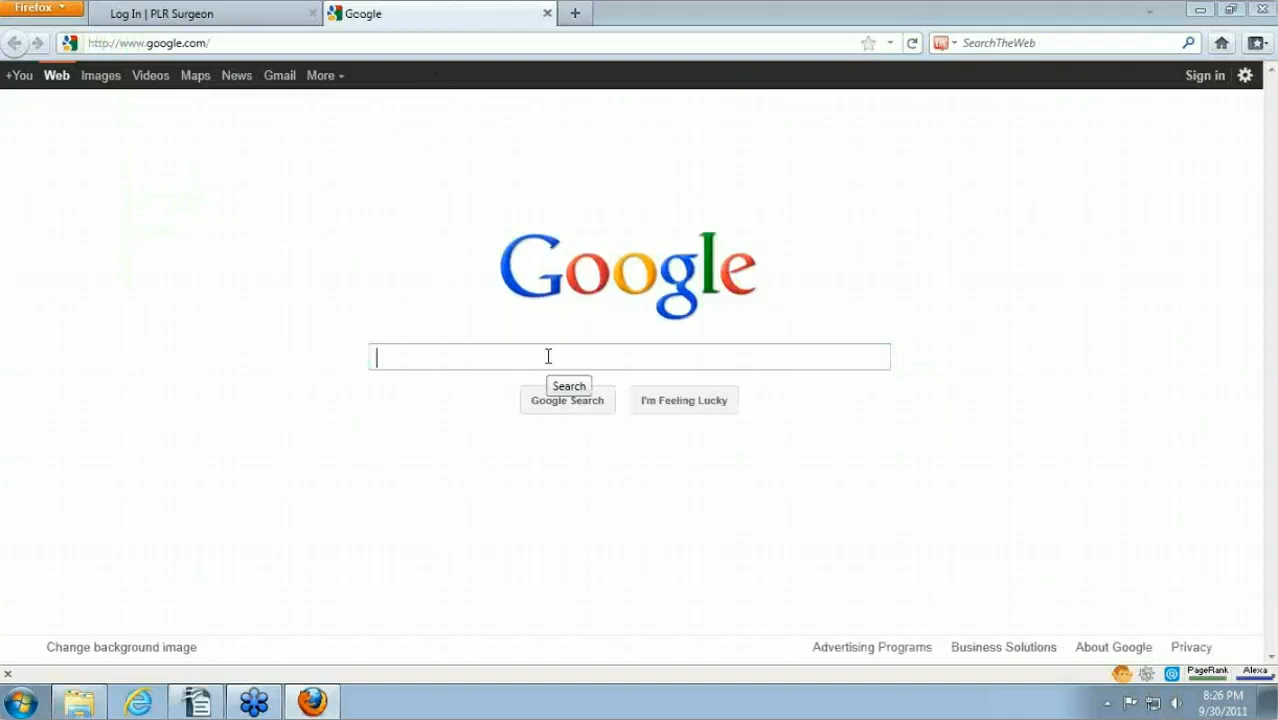 Firefox
Log In | PLR Surgeon
Google
http://www.google.com/
SearchTheWeb
+You Web Images Videos Maps News Gmail More
Sign in
Google
Search
Google Search
I'm Feeling Lucky
Change background image
Advertising Programs Business Solutions About Google Privacy
PageRank
Alexa
8:26 PM
9/30/2011